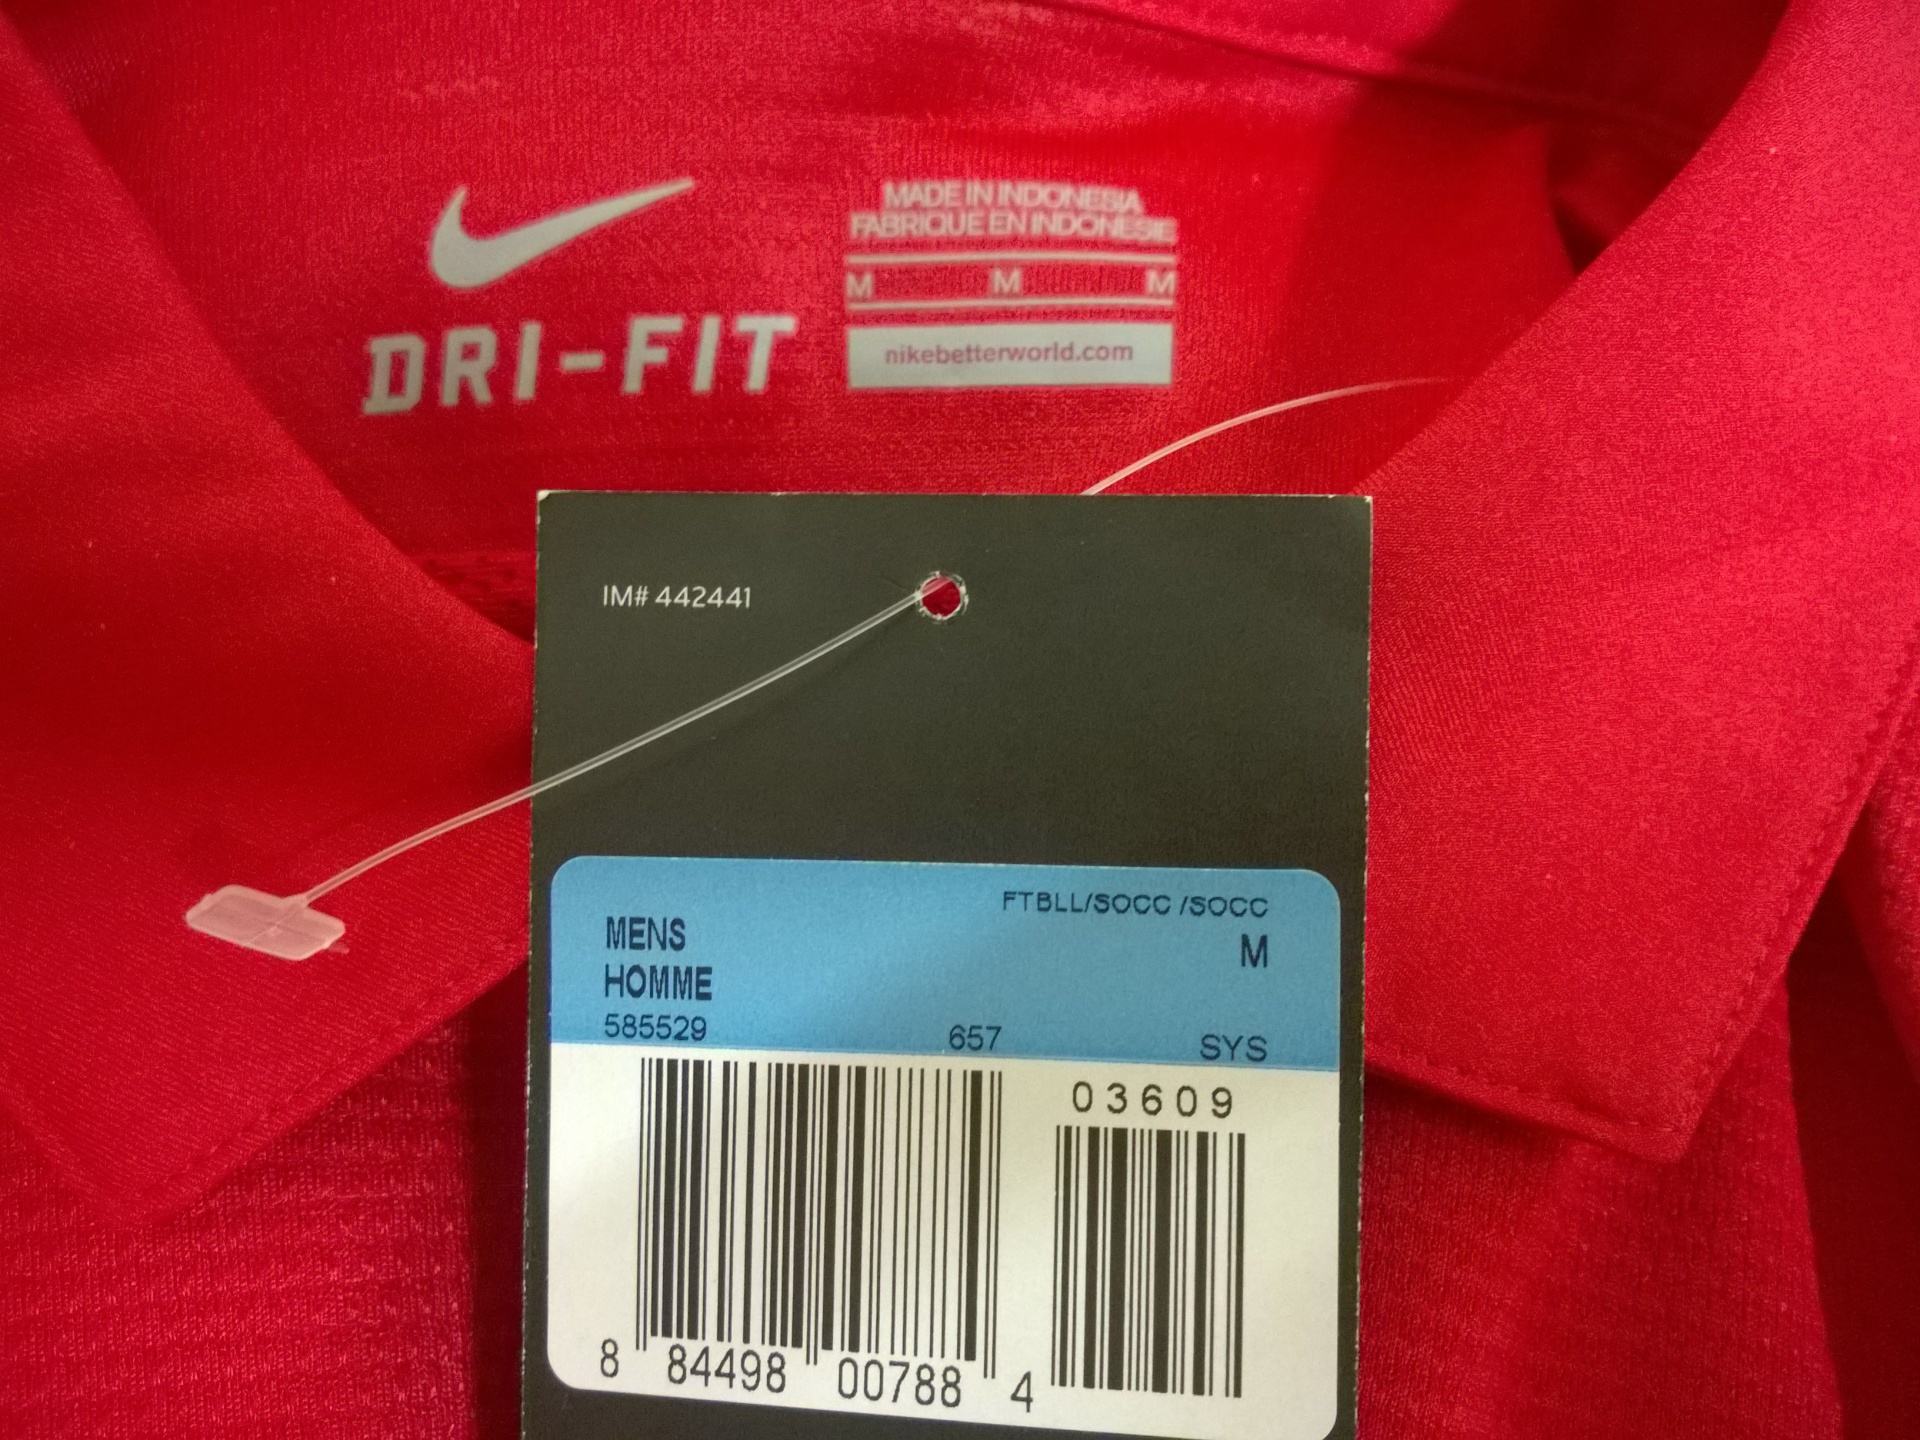 MADE IN INDONESIA
FABRIQUE EN INDONESIE
M M M
DRI-FIT
nikebetterworld.com
IM# 442441
FTBLL/SOCC /SOCC
MENS M
HOMME
585529 657 SYS
03609
8 84498 00788 4